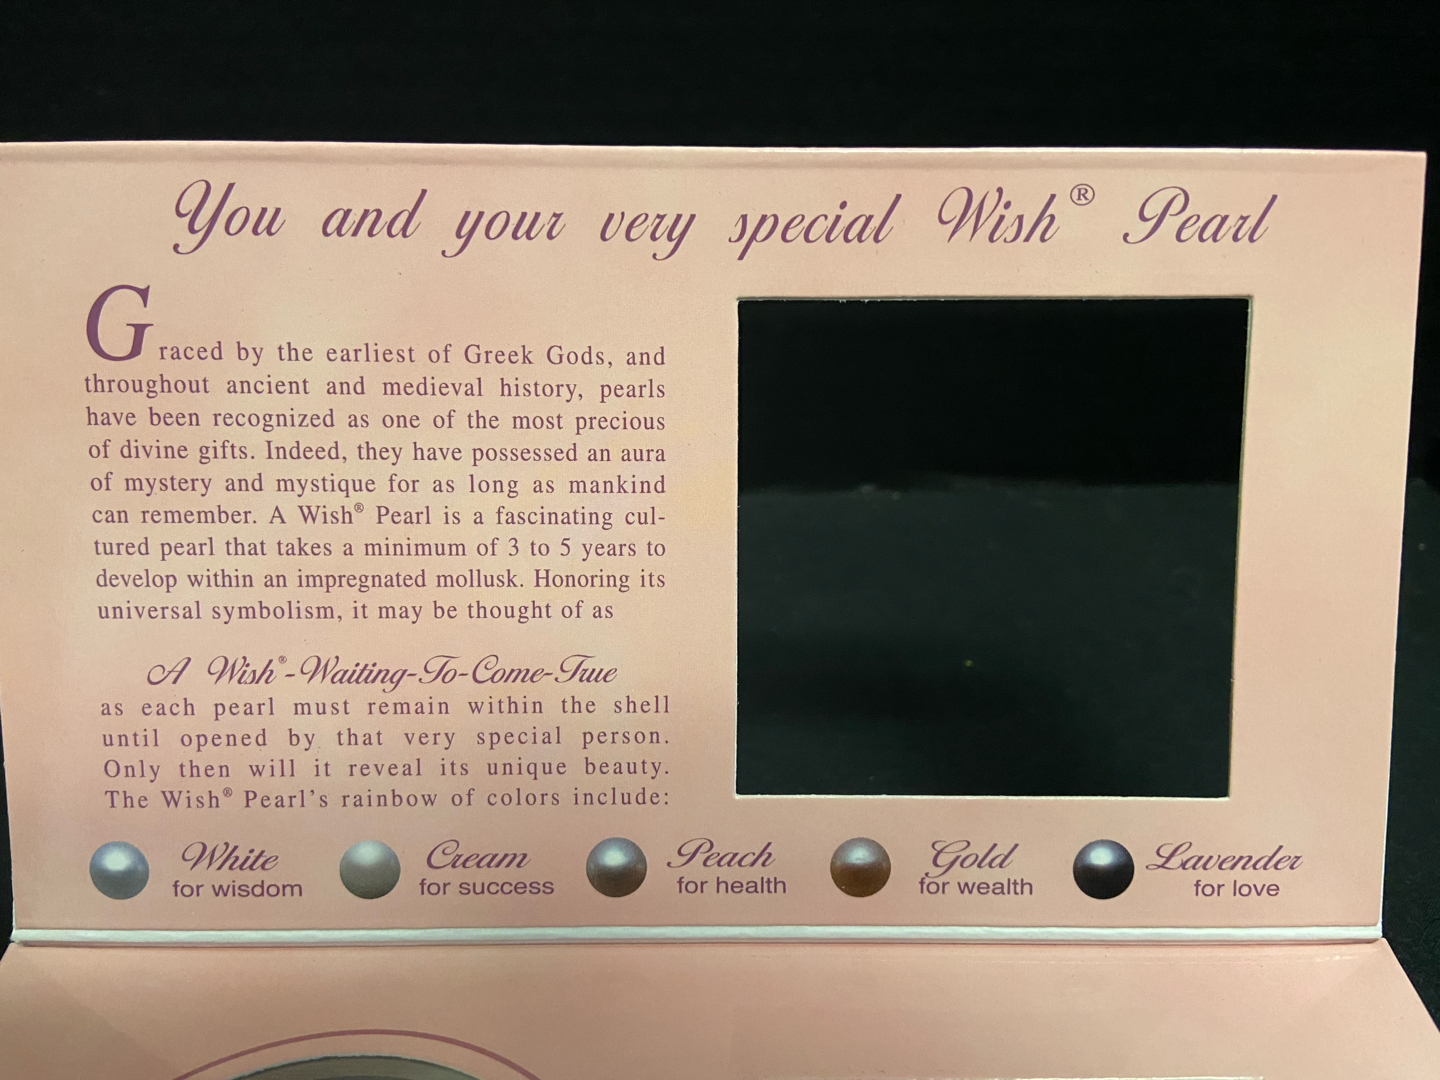 You and your very special Wish® Pearl
Graced by the earliest of Greek Gods, and
throughout ancient and medieval history, pearls
have been recognized as one of the most precious
of divine gifts. Indeed, they have possessed an aura
of mystery and mystique for as long as mankind
can remember. A Wish® Pearl is a fascinating cul-
tured pearl that takes a minimum of 3 to 5 years to
develop within an impregnated mollusk. Honoring its
universal symbolism, it may be thought of as
A Wish®-Waiting-To-Come-True
as each pearl must remain within the shell
until opened by that very special person.
Only then will it reveal its unique beauty.
The Wish® Pearl's rainbow of colors include:
White
for wisdom
Cream
for success
Peach
for health
Gold
for wealth
Lavender
for love